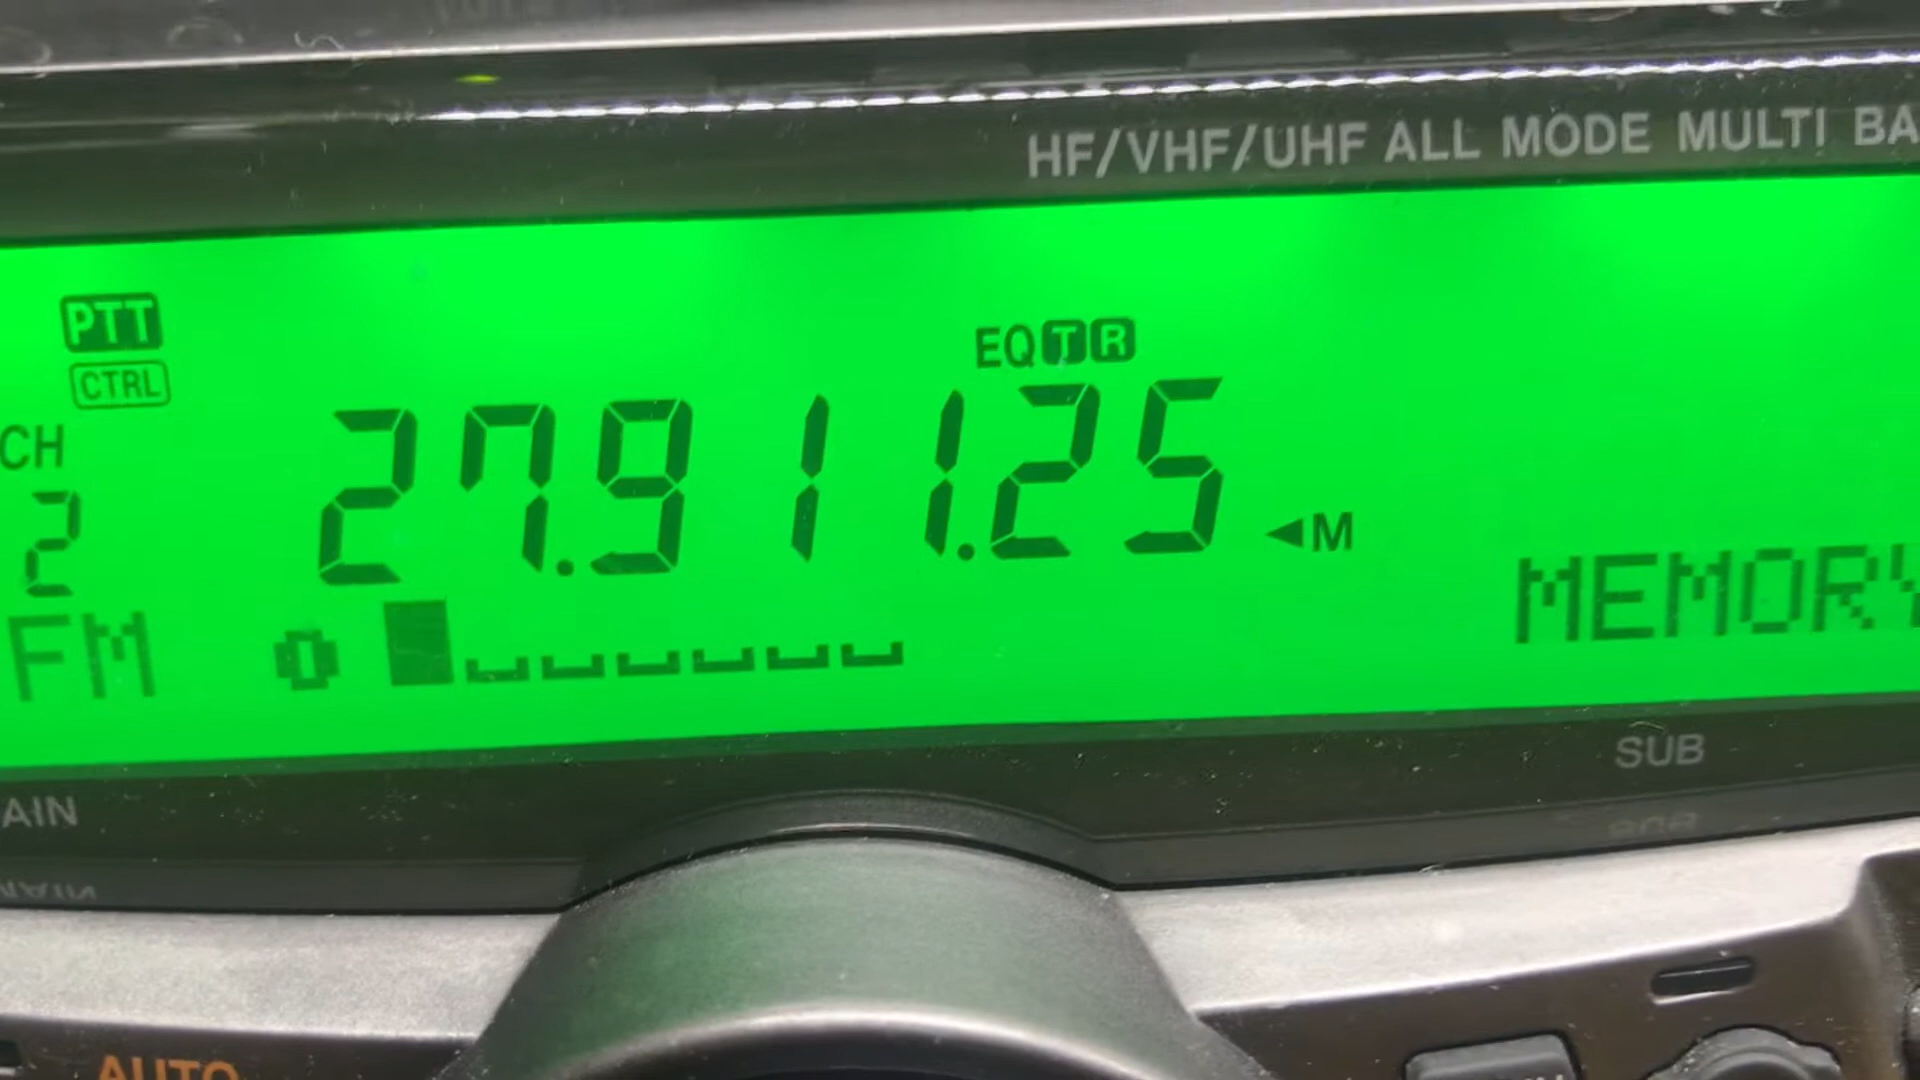 HF/VHF/UHF ALL MODE MULTI BA
PTT
CTRL
EQ T R
CH
2
27.911.25
◄M
FM
MEMORY
AIN
SUB
AUTO